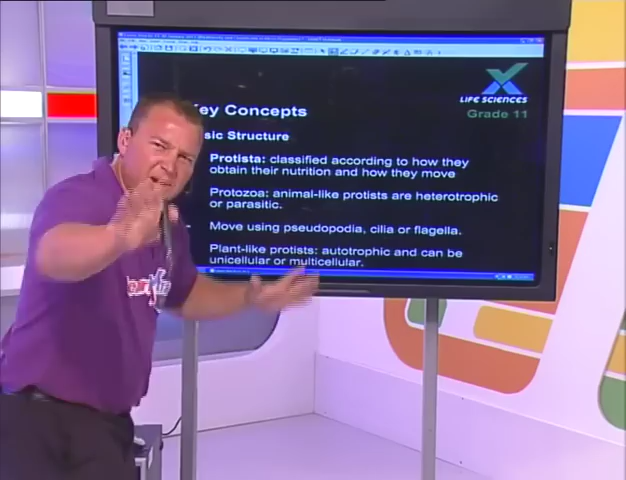 LIFE SCIENCES
Grade 11
ey Concepts
sic Structure
Protista: classified according to how they
obtain their nutrition and how they move
Protozoa: animal-like protists are heterotrophic
or parasitic.
Move using pseudopodia, cilia or flagella.
Plant-like protists: autotrophic and can be
unicellular or multicellular.